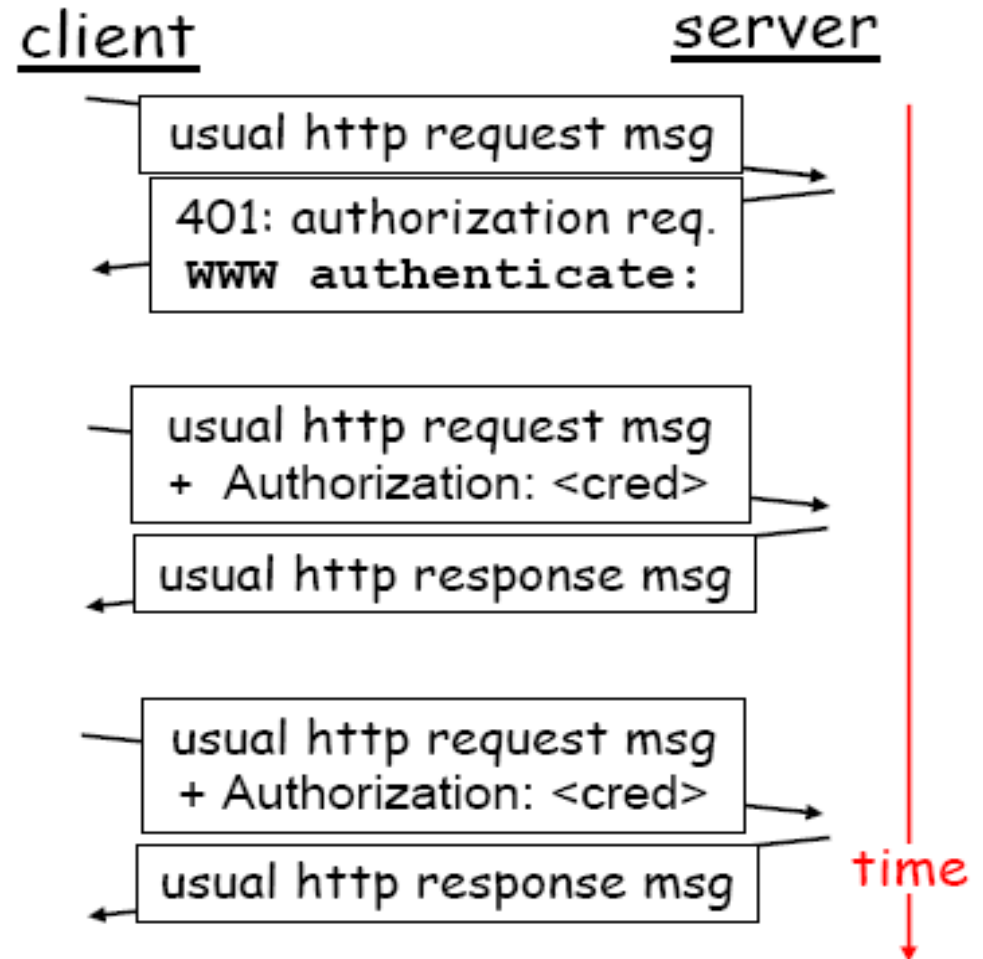 client
server
usual http request msg
401: authorization req.
WWW authenticate:
usual http request msg
+ Authorization: <cred>
usual http response msg
usual http request msg
+ Authorization: <cred>
usual http response msg
time